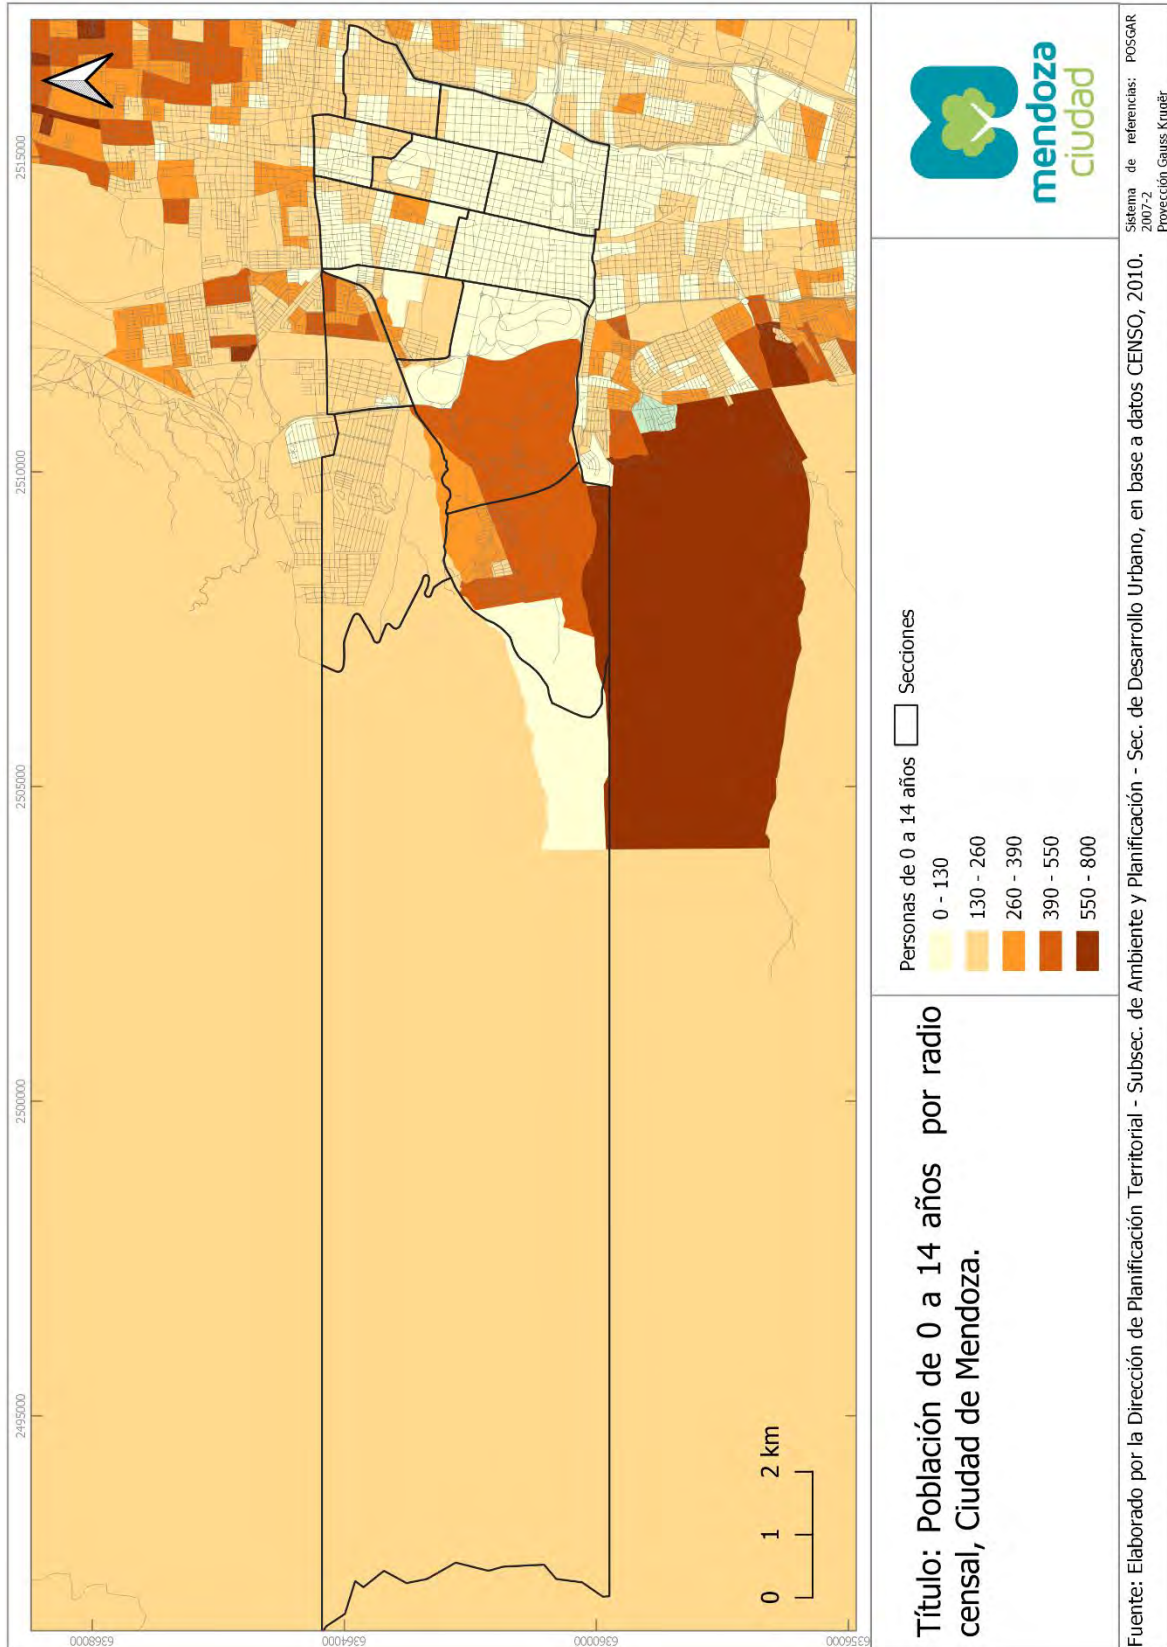 2495000 2500000 2505000 2510000 2515000
6368000
6364000
6360000
6356000
0 1 2 km
Título: Población de 0 a 14 años por radio
censal, Ciudad de Mendoza.
Personas de 0 a 14 años
Secciones
0 - 130
130 - 260
260 - 390
390 - 550
550 - 800
mendoza
ciudad
Fuente: Elaborado por la Dirección de Planificación Territorial - Subsec. de Ambiente y Planificación - Sec. de Desarrollo Urbano, en base a datos CENSO, 2010.
Sistema de referencias: POSGAR
2007-2
Proyección Gauss Krugër